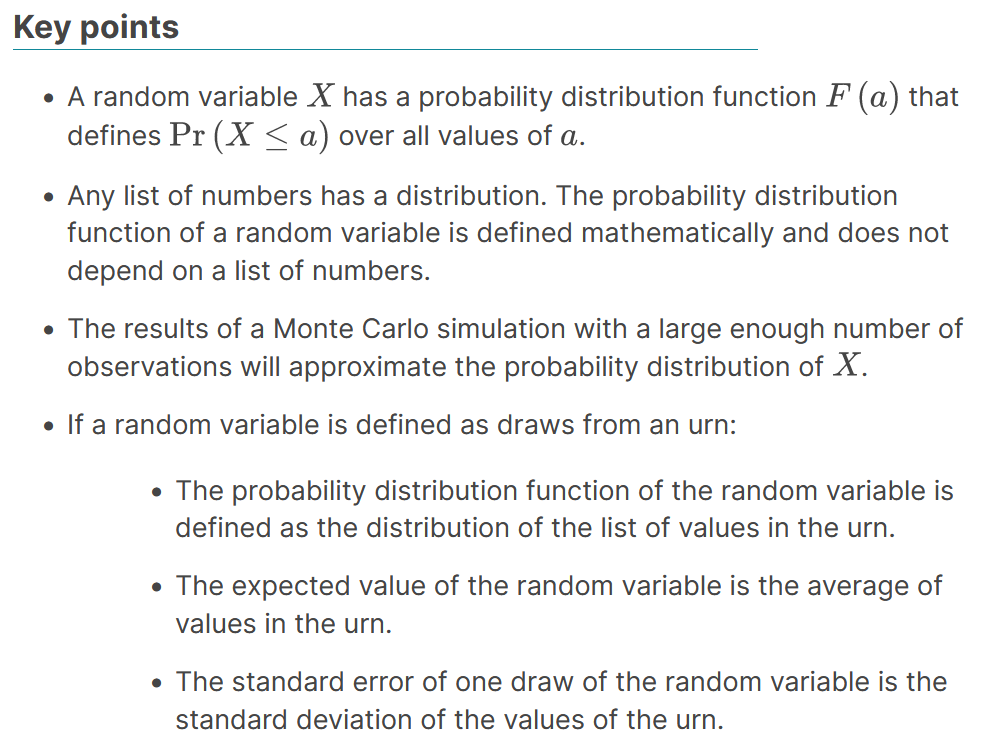 Key points
• A random variable X has a probability distribution function F (a) that
defines Pr (X ≤ a) over all values of a.
• Any list of numbers has a distribution. The probability distribution
function of a random variable is defined mathematically and does not
depend on a list of numbers.
• The results of a Monte Carlo simulation with a large enough number of
observations will approximate the probability distribution of X.
• If a random variable is defined as draws from an urn:
• The probability distribution function of the random variable is
defined as the distribution of the list of values in the urn.
• The expected value of the random variable is the average of
values in the urn.
• The standard error of one draw of the random variable is the
standard deviation of the values of the urn.